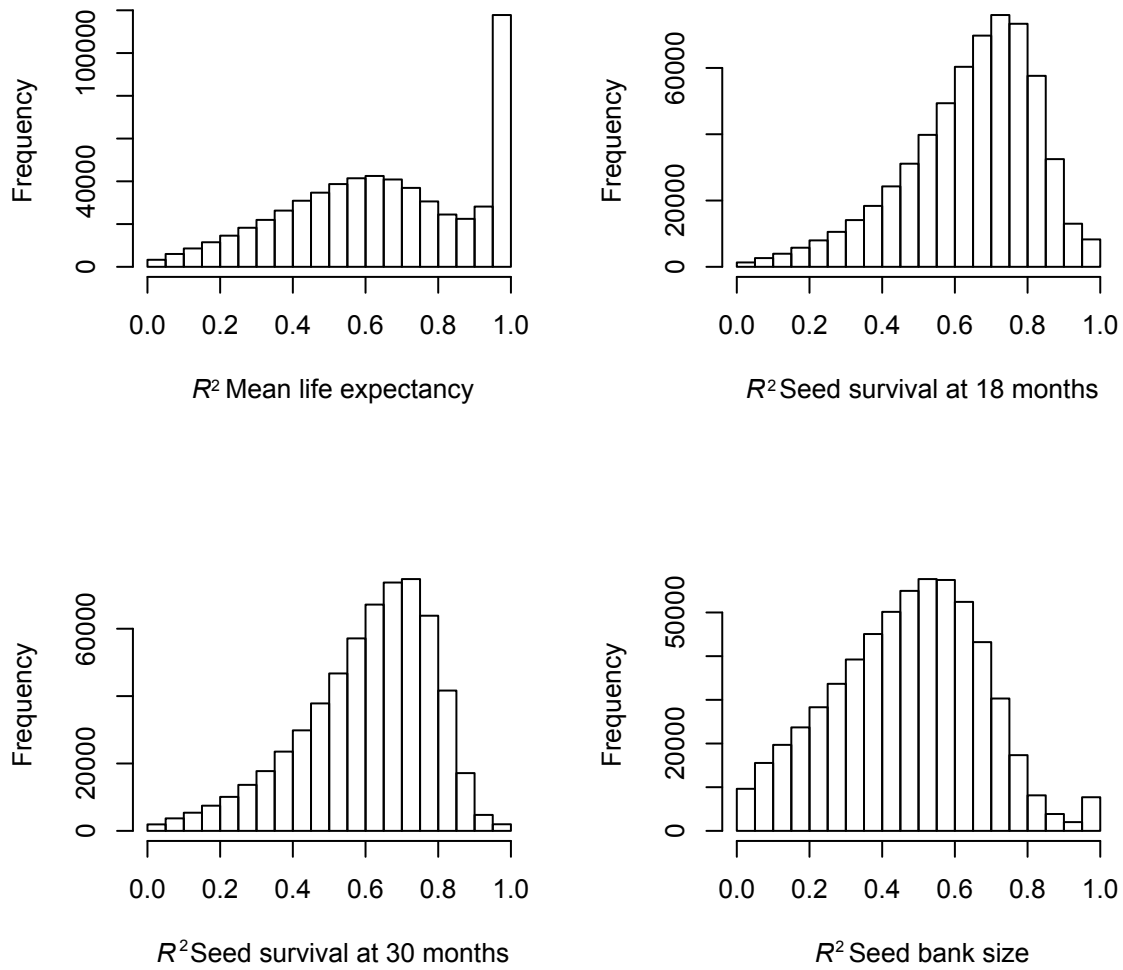 Frequency
100000
40000
0
0.0 0.2 0.4 0.6 0.8 1.0
R² Mean life expectancy
Frequency
60000
20000
0
0.0 0.2 0.4 0.6 0.8 1.0
R² Seed survival at 18 months
Frequency
60000
20000
0
0.0 0.2 0.4 0.6 0.8 1.0
R² Seed survival at 30 months
Frequency
50000
20000
0
0.0 0.2 0.4 0.6 0.8 1.0
R² Seed bank size